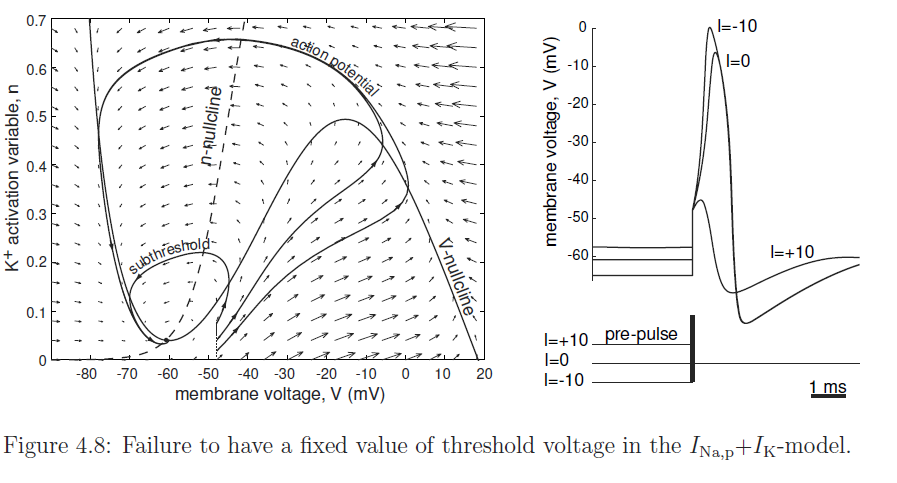 0.7
0.6
0.5
0.4
0.3
0.2
0.1
0
K+ activation variable, n
-80 -70 -60 -50 -40 -30 -20 -10 0 10 20
membrane voltage, V (mV)
action potential
n-nullcline
subthreshold
V-nullcline
0
-10
-20
-30
-40
-50
-60
membrane voltage, V (mV)
I=-10
I=0
I=+10
I=+10 pre-pulse
I=0
I=-10
1 ms
Figure 4.8: Failure to have a fixed value of threshold voltage in the INa,p+IK-model.